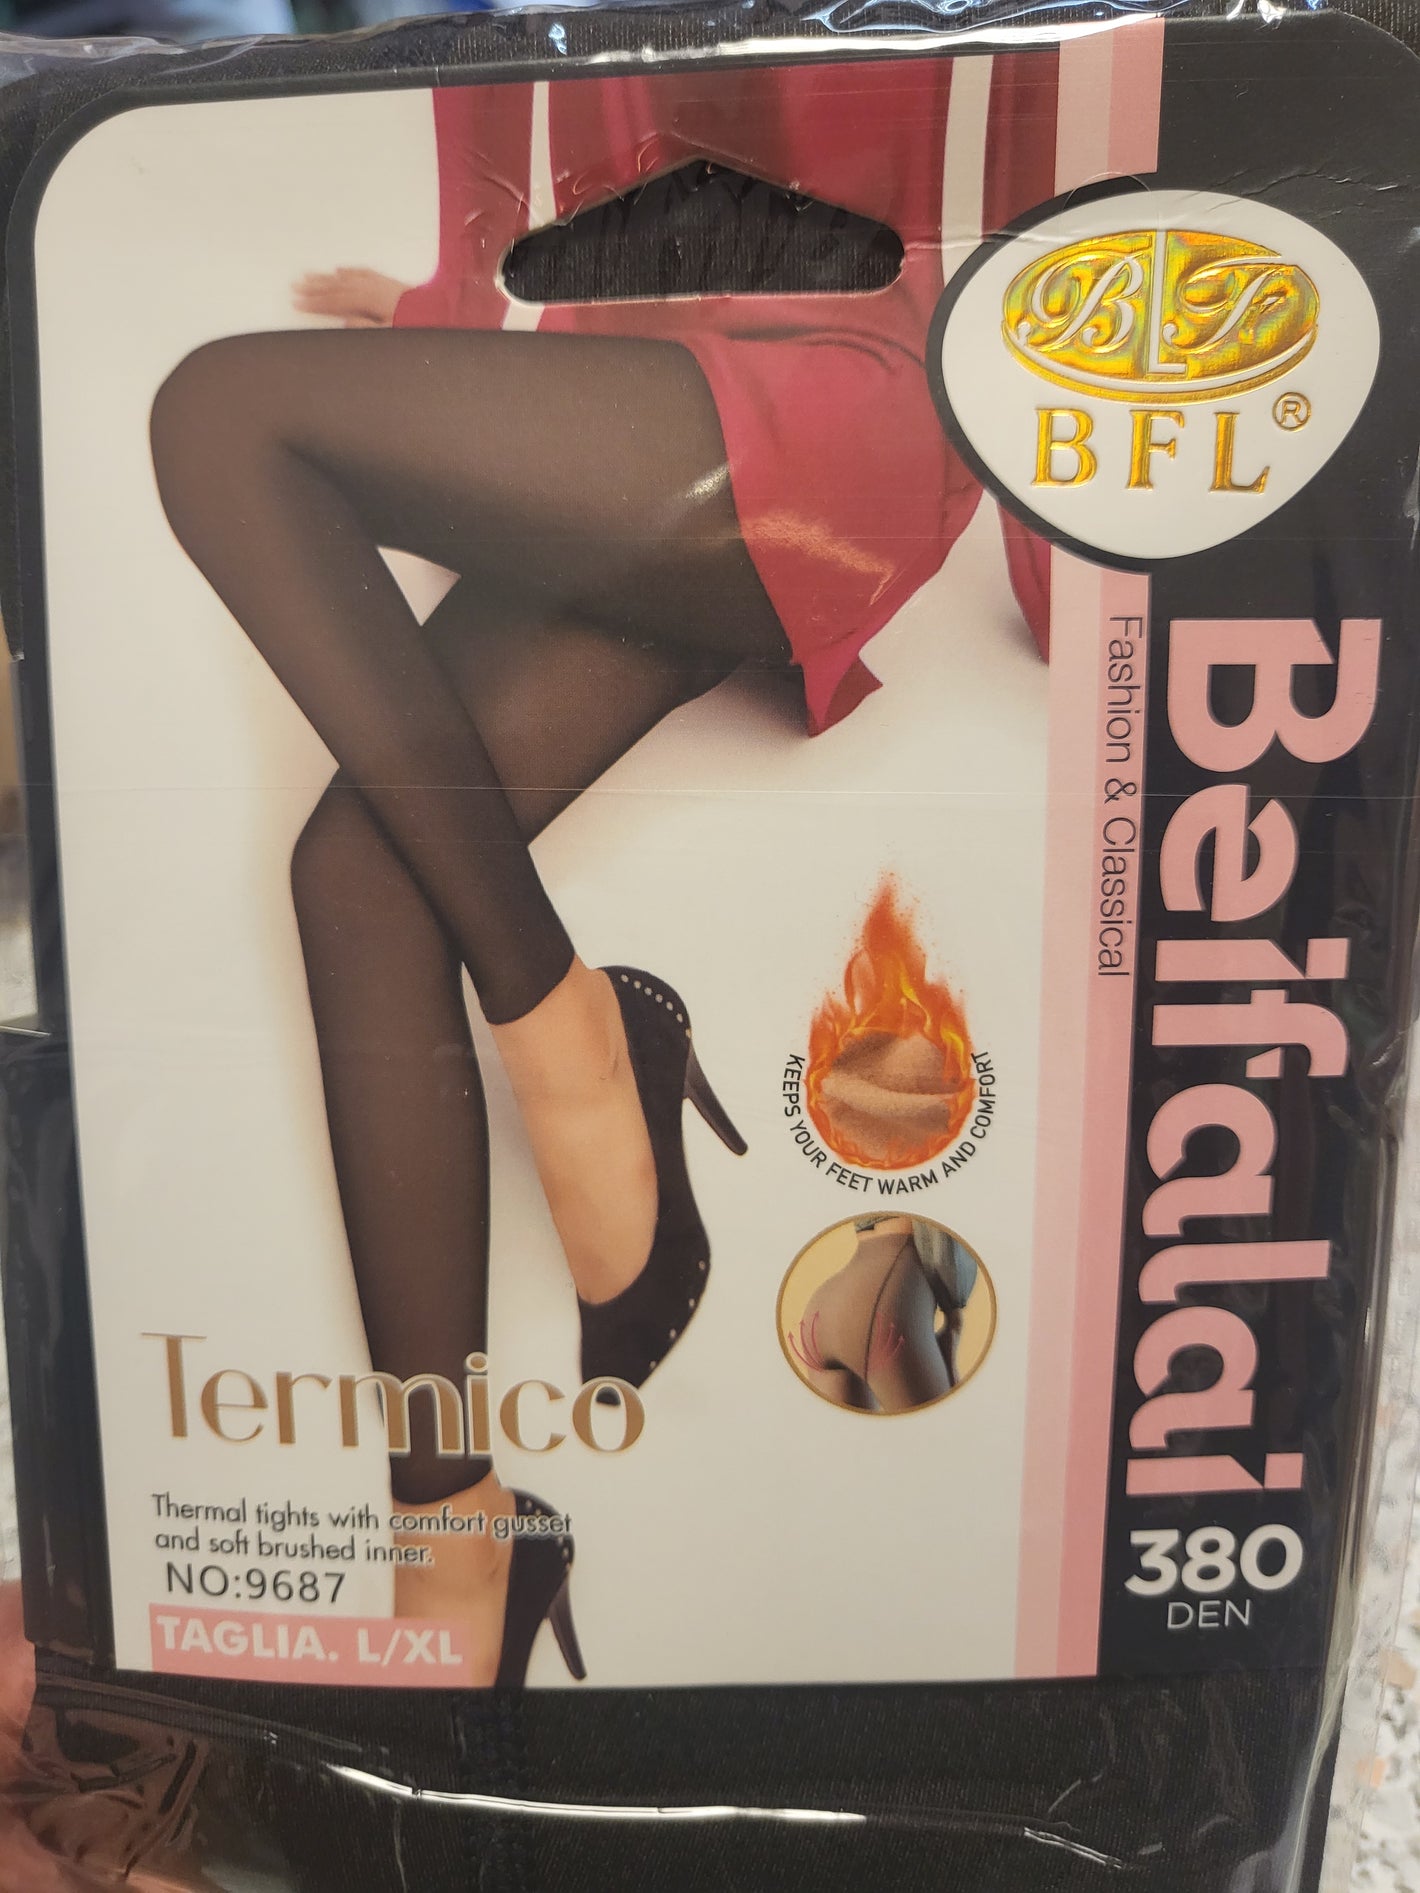 BLF
BFL®
Beifalai
Fashion & Classical
KEEPS YOUR FEET WARM AND COMFORT
Termico
Thermal tights with comfort gusset
and soft brushed inner.
NO:9687
TAGLIA. L/XL
380
DEN